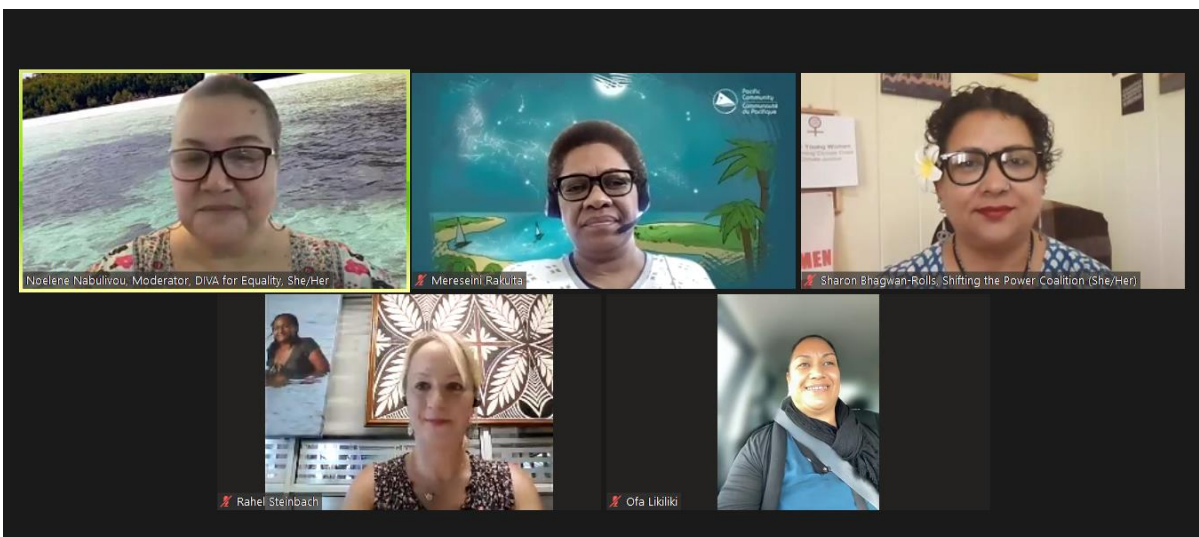 Pacific
Community
Communauté
du Pacifique
Young Women
WOMEN
Noelene Nabulivou, Moderator, DIVA for Equality, She/Her
Mereseini Rakuita
Sharon Bhagwan-Rolls, Shifting the Power Coalition (She/Her)
Rahel Steinbach
Ofa Likiliki